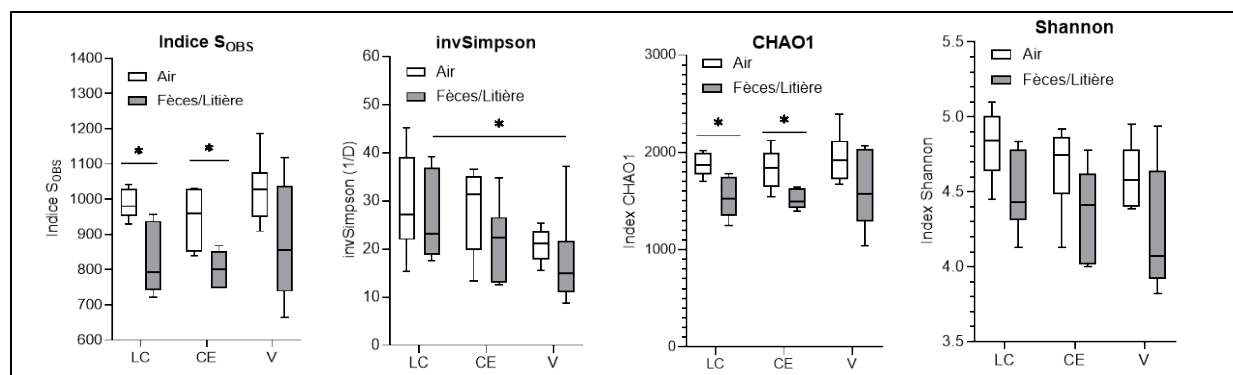 Indice SOBS
Air
Fèces/Litière
Indice SOBS
1400
1300
1200
1100
1000
900
800
700
600
*
*
LC CE V
invSimpson
Air
Fèces/Litière
invSimpson (1/D)
60
50
40
30
20
10
0
*
LC CE V
CHAO1
Air
Fèces/Litière
Index CHAO1
3000
2000
1000
0
*
*
LC CE V
Shannon
Air
Fèces/Litière
Index Shannon
5.5
5.0
4.5
4.0
3.5
LC CE V